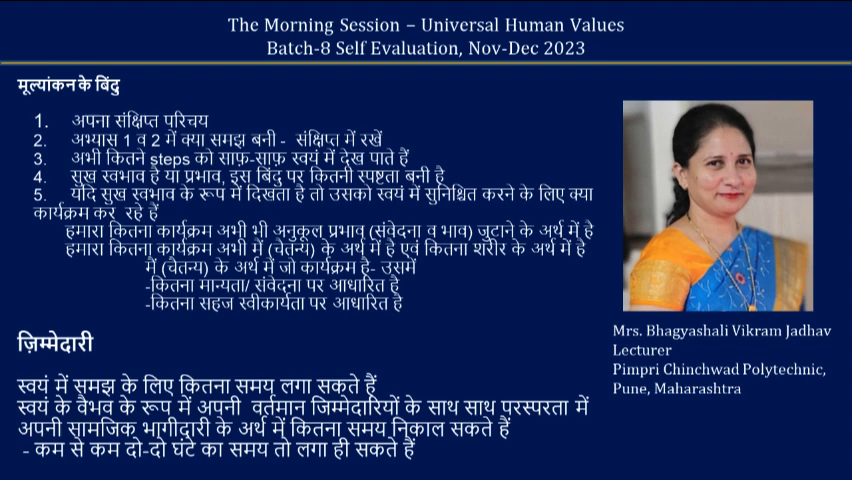 The Morning Session – Universal Human Values
Batch-8 Self Evaluation, Nov-Dec 2023
मूल्यांकन के बिंदु
1. अपना संक्षिप्त परिचय
2. अभ्यास 1 व 2 में क्या समझ बनी - संक्षिप्त में रखें
3. अभी कितने steps को साफ़-साफ़ स्वयं में देख पाते हैं
4. सुख स्वभाव है या प्रभाव, इस बिंदु पर कितनी स्पष्टता बनी है
5. यदि सुख स्वभाव के रूप में दिखता है तो उसको स्वयं में सुनिश्चित करने के लिए क्या
कार्यक्रम कर रहे हैं
हमारा कितना कार्यक्रम अभी भी अनुकूल प्रभाव (संवेदना व भाव) जुटाने के अर्थ में है
हमारा कितना कार्यक्रम अभी में (चेतन्य) के अर्थ में है एवं कितना शरीर के अर्थ में है
में (चेतन्य) के अर्थ में जो कार्यक्रम है- उसमें
-कितना मान्यता/ संवेदना पर आधारित है
-कितना सहज स्वीकार्यता पर आधारित है
ज़िम्मेदारी
स्वयं में समझ के लिए कितना समय लगा सकते हैं
स्वयं के वैभव के रूप में अपनी वर्तमान जिम्मेदारियों के साथ साथ परस्परता में
अपनी सामजिक भागीदारी के अर्थ में कितना समय निकाल सकते हैं
- कम से कम दो-दो घंटे का समय तो लगा ही सकते हैं
Mrs. Bhagyashali Vikram Jadhav
Lecturer
Pimpri Chinchwad Polytechnic,
Pune, Maharashtra